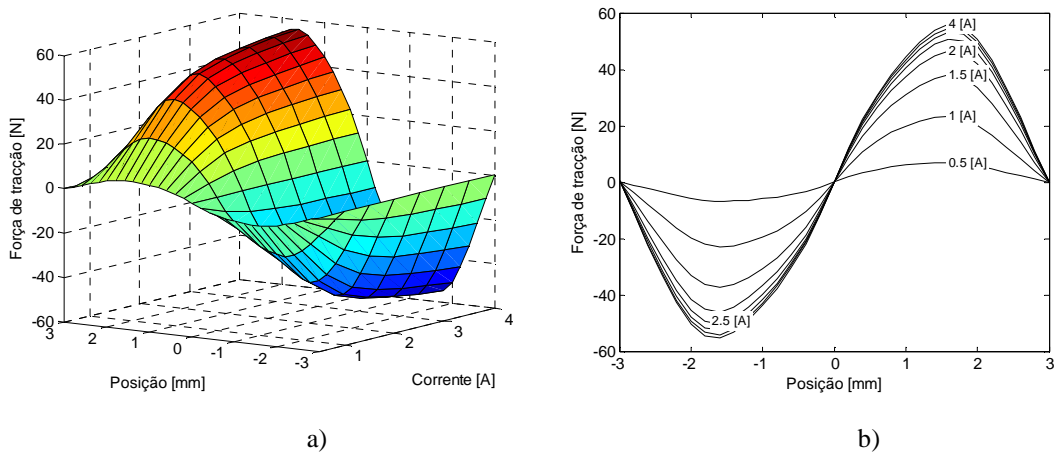 60
40
20
0
-20
-40
-60
Força de tracção [N]
3
2
1
0
-1
-2
-3
Posição [mm]
1
2
3
4
Corrente [A]
a)
60
40
20
0
-20
-40
-60
Força de tracção [N]
4 [A]
2 [A]
1.5 [A]
1 [A]
0.5 [A]
2.5 [A]
-3
-2
-1
0
1
2
3
Posição [mm]
b)